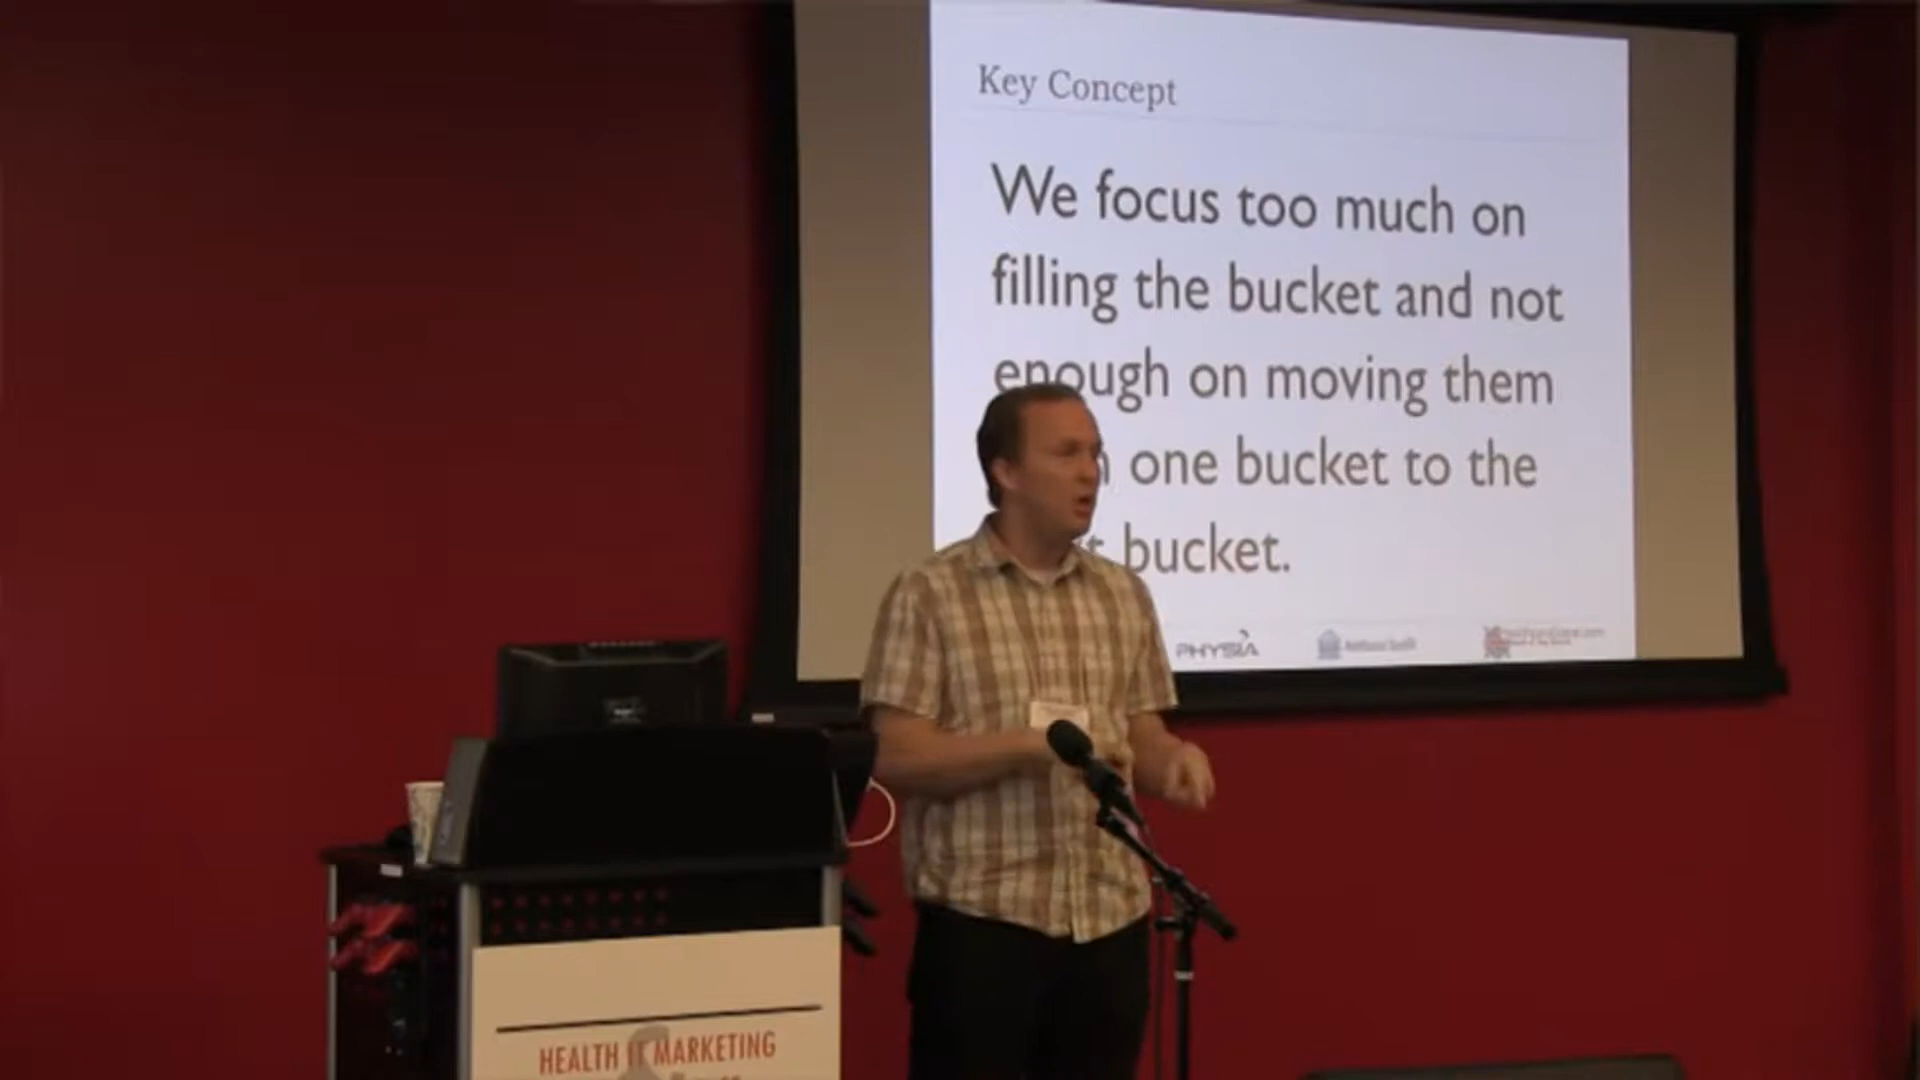 Key Concept
We focus too much on
filling the bucket and not
enough on moving them
one bucket to the
bucket.
PHYSIA
HEALTH IT MARKETING